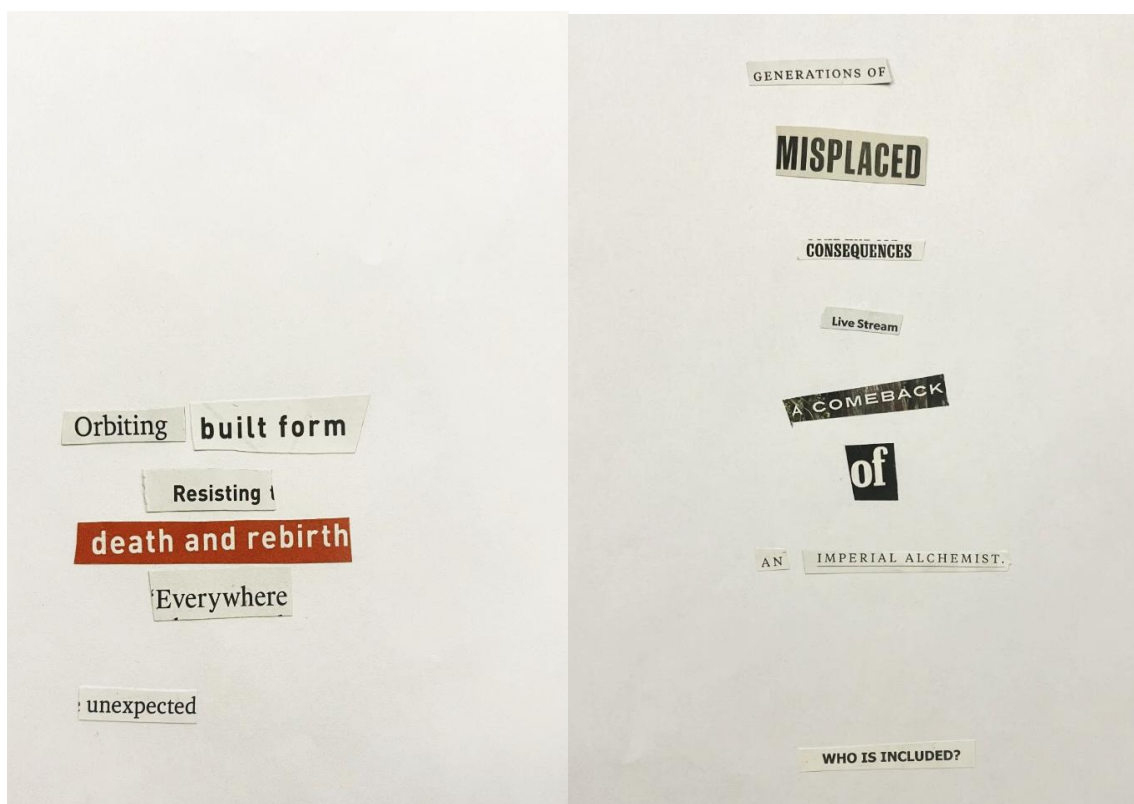 Orbiting built form
Resisting t
death and rebirth
'Everywhere
unexpected
GENERATIONS OF
MISPLACED
CONSEQUENCES
Live Stream
A COMEBACK
of
AN IMPERIAL ALCHEMIST.
WHO IS INCLUDED?